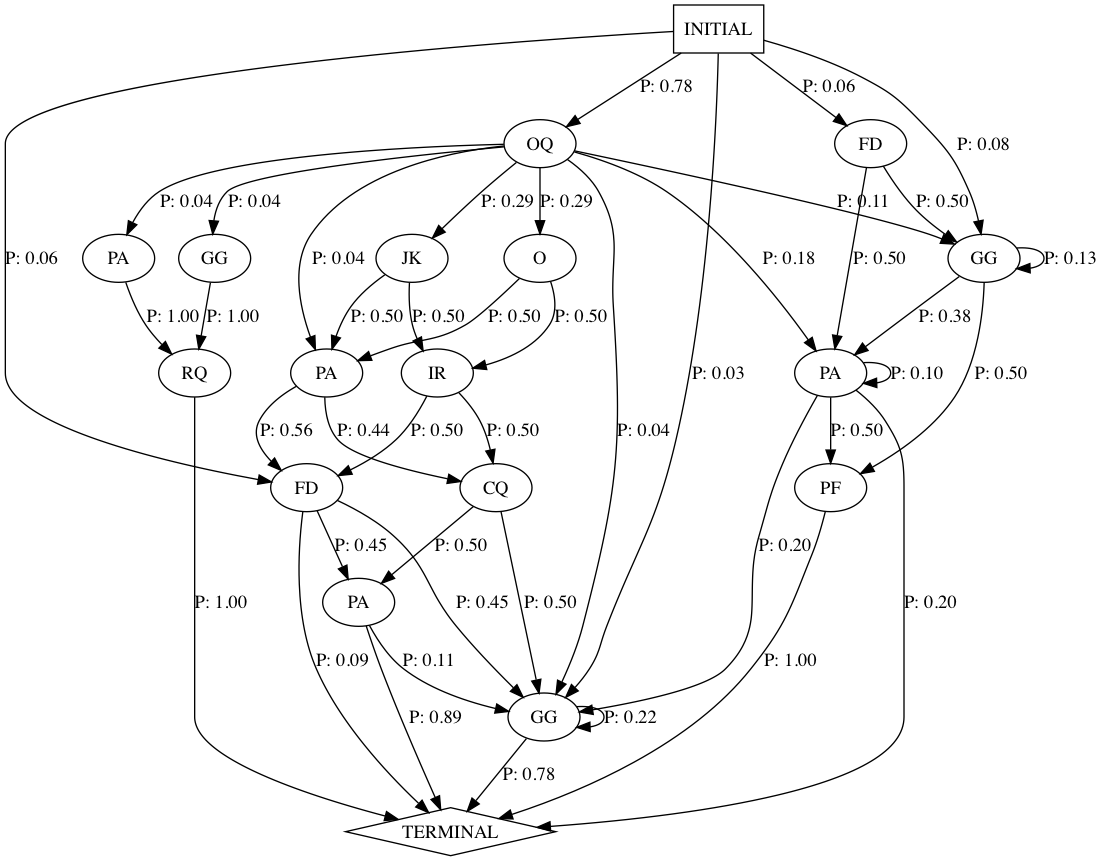 INITIAL
P: 0.78
P: 0.06
OQ
FD
P: 0.08
P: 0.04
P: 0.04
P: 0.29
P: 0.29
P: 0.11
P: 0.50
P: 0.06
PA
GG
P: 0.04
JK
O
P: 0.18
P: 0.50
GG
P: 0.13
P: 1.00
P: 1.00
P: 0.50
P: 0.50
P: 0.50
P: 0.50
P: 0.38
RQ
PA
IR
P: 0.03
PA
P: 0.10
P: 0.50
P: 0.56
P: 0.44
P: 0.50
P: 0.50
P: 0.04
P: 0.50
FD
CQ
PF
P: 0.45
P: 0.50
P: 0.20
P: 1.00
PA
P: 0.45
P: 0.50
P: 0.20
P: 0.09
P: 0.11
P: 1.00
P: 0.89
GG
P: 0.22
P: 0.78
TERMINAL